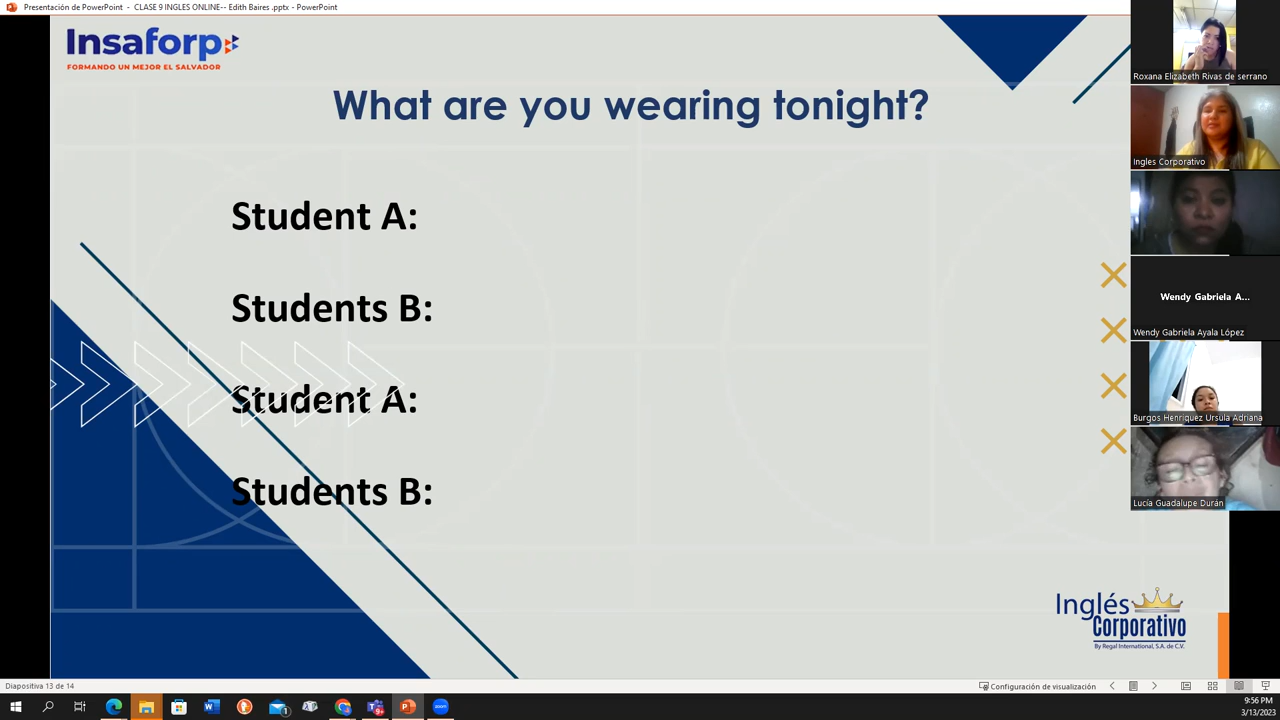 Presentación de PowerPoint - CLASE 9 INGLES ONLINE-- Edith Baires .pptx - PowerPoint
Insaforp
FORMANDO UN MEJOR EL SALVADOR
What are you wearing tonight?
Student A:
Students B:
Student A:
Students B:
Roxana Elizabeth Rivas de serrano
Ingles Corporativo
Wendy Gabriela A...
Wendy Gabriela Ayala López
Burgos Henriquez Ursula Adriana
Lucía Guadalupe Durán
Inglés
Corporativo
By Regal International, S.A. de C.V.
Diapositiva 13 de 14
Configuración de visualización
9:56 PM
3/13/2023